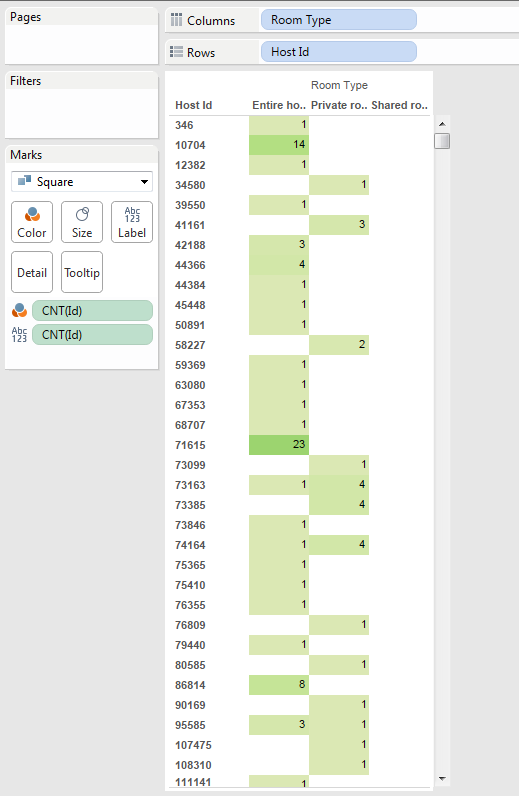 Pages
Columns
Room Type
Rows
Host Id
Filters
Marks
Square
Color
Size
Abc
123
Label
Detail
Tooltip
CNT(Id)
Abc
123
CNT(Id)
Room Type
Host Id Entire ho.. Private ro.. Shared ro..
346 1
10704 14
12382 1
34580 1
39550 1
41161 3
42188 3
44366 4
44384 1
45448 1
50891 1
58227 2
59369 1
63080 1
67353 1
68707 1
71615 23
73099 1
73163 1 4
73385 4
73846 1
74164 1 4
75365 1
75410 1
76355 1
76809 1
79440 1
80585 1
86814 8
90169 1
95585 3 1
107475 1
108310 1
111141 1